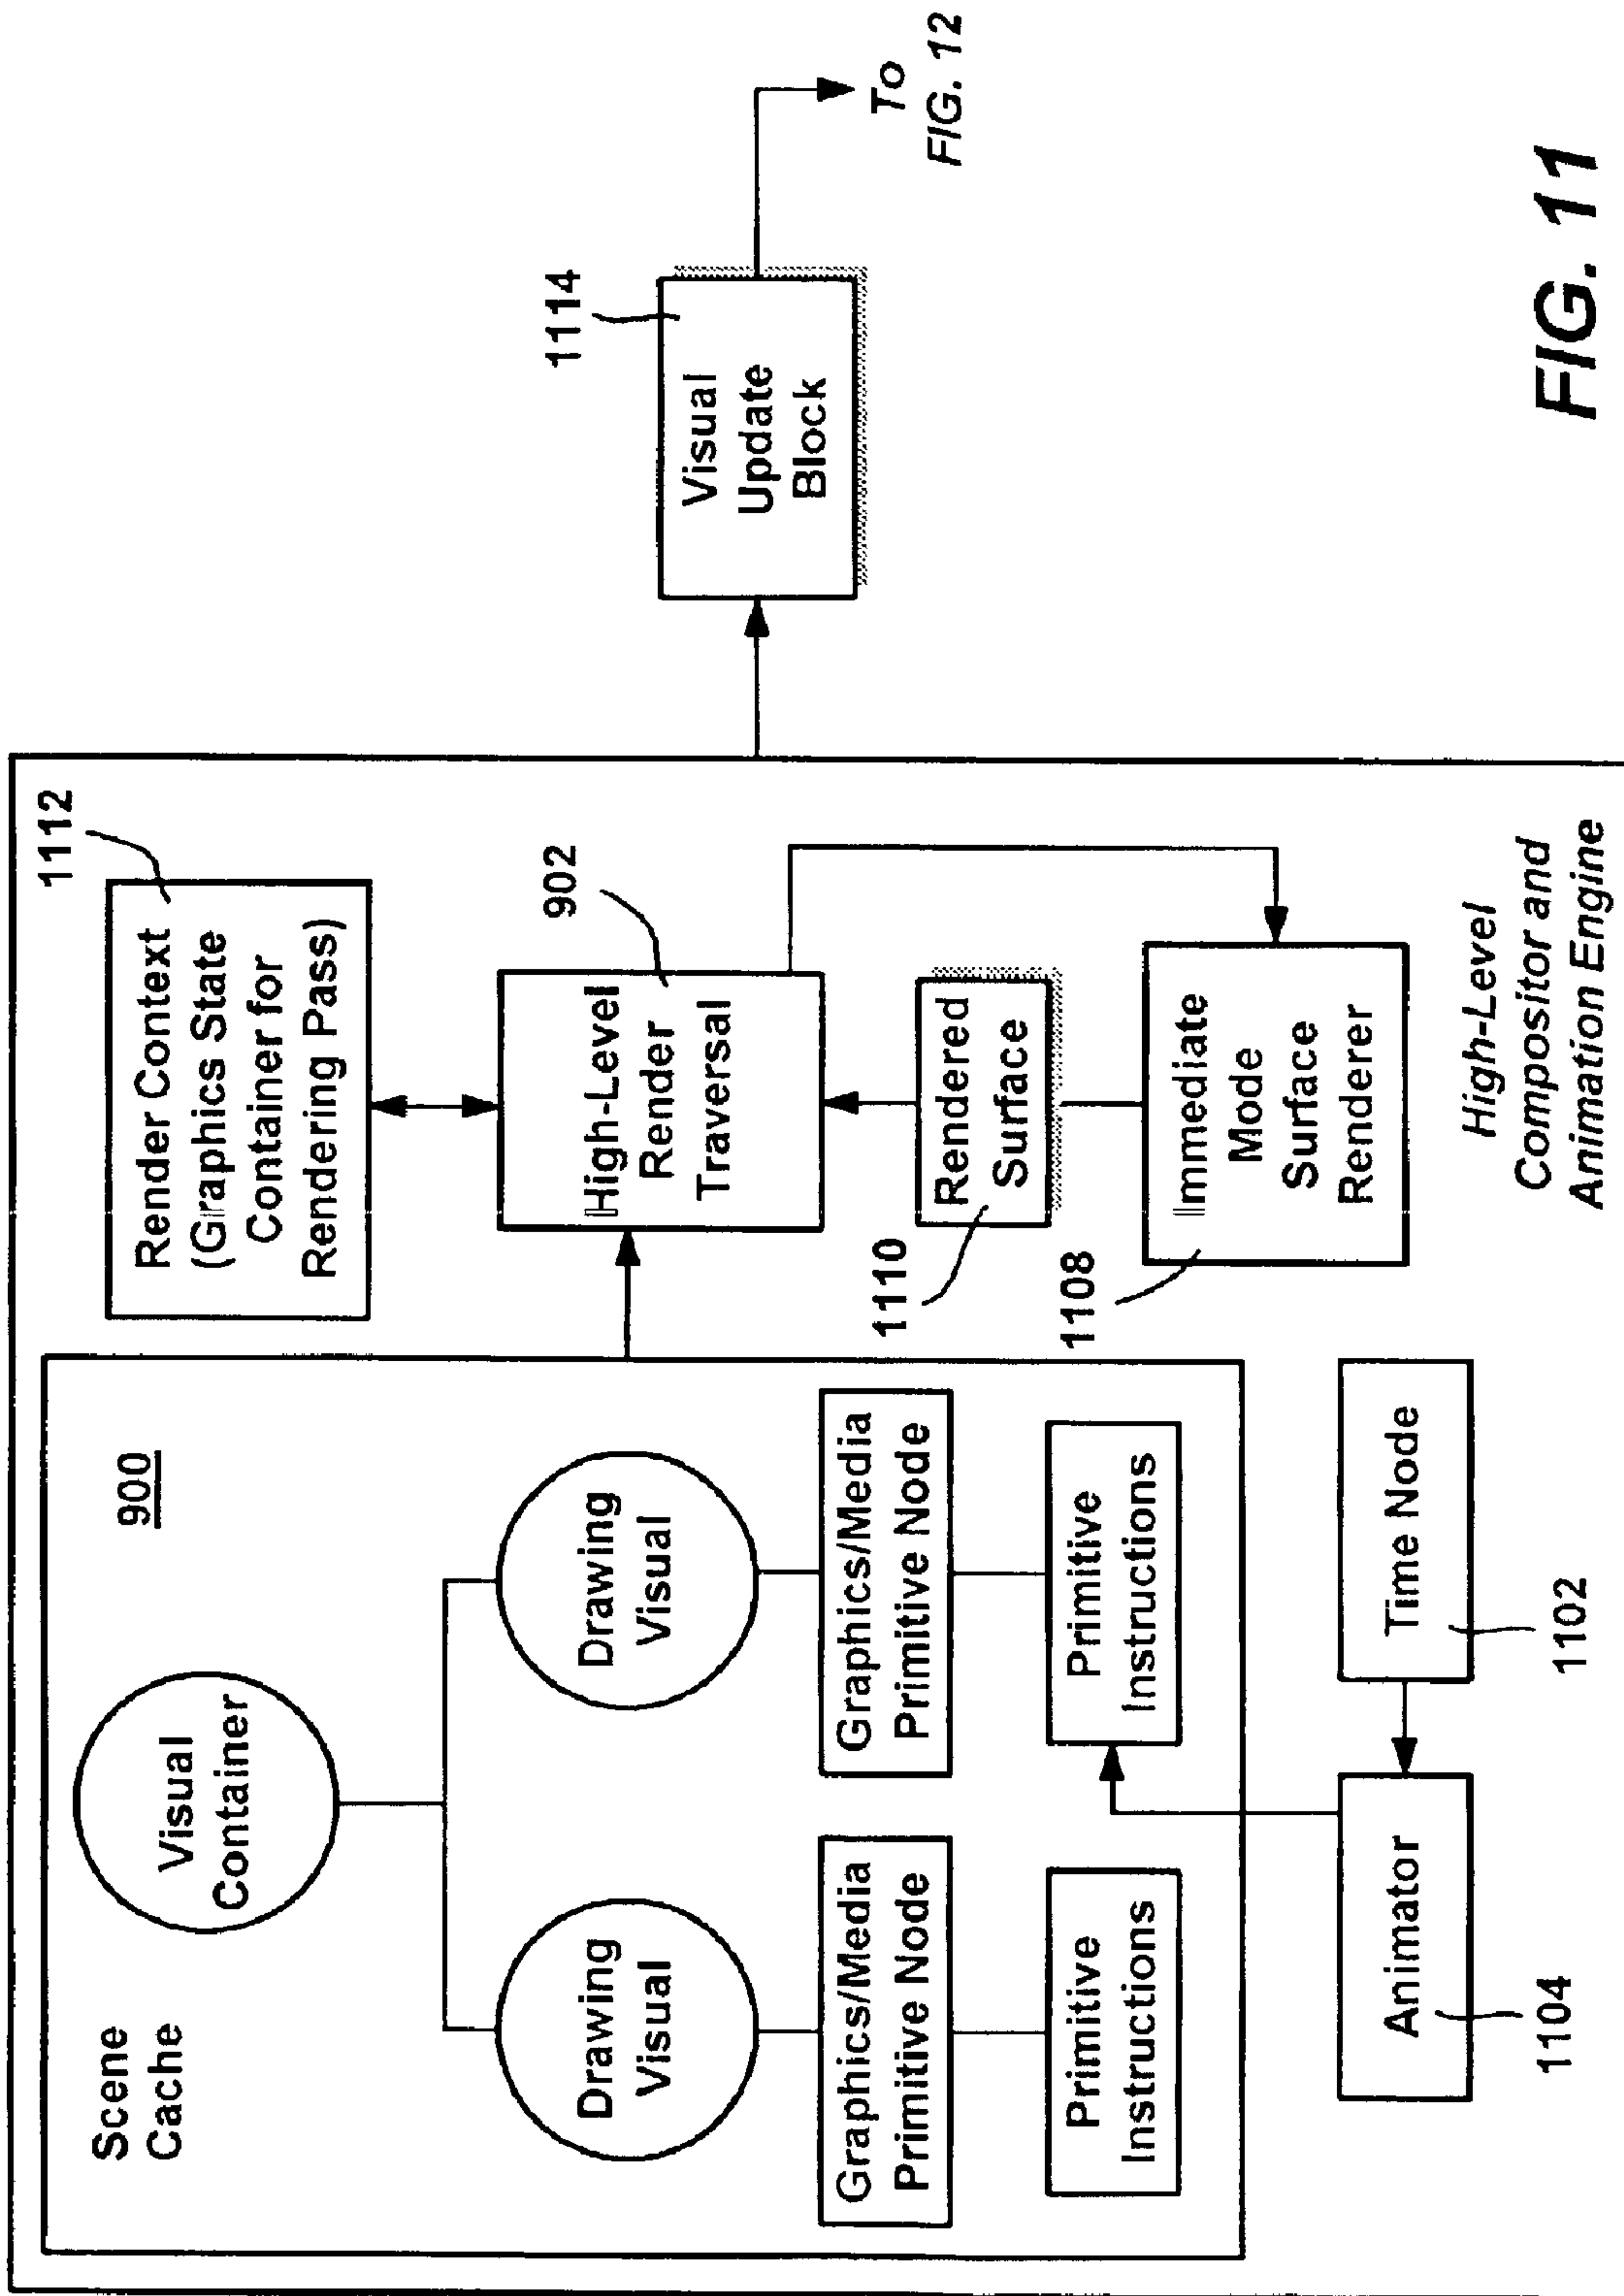 Scene
Cache
900
Visual
Container
Drawing
Visual
Drawing
Visual
Graphics/Media
Primitive Node
Graphics/Media
Primitive Node
Primitive
Instructions
Primitive
Instructions
Animator
1104
Time Node
1102
1112
Render Context
(Graphics State
Container for
Rendering Pass)
902
High-Level
Render
Traversal
1110
Rendered
Surface
1108
Immediate
Mode
Surface
Renderer
High-Level
Compositor and
Animation Engine
1114
Visual
Update
Block
To
FIG. 12
FIG. 11